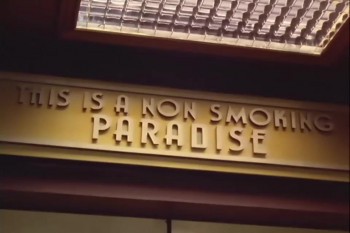 THIS IS A NON SMOKING
PARADISE